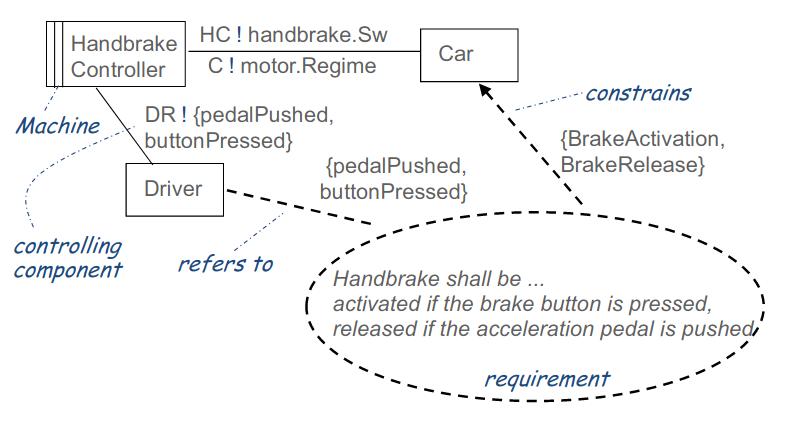 HC ! handbrake.Sw
Handbrake
Controller
C ! motor.Regime
Car
constrains
Machine
DR ! {pedalPushed,
buttonPressed}
{BrakeActivation,
BrakeRelease}
{pedalPushed,
buttonPressed}
Driver
controlling
component
refers to
Handbrake shall be ...
activated if the brake button is pressed,
released if the acceleration pedal is pushed
requirement